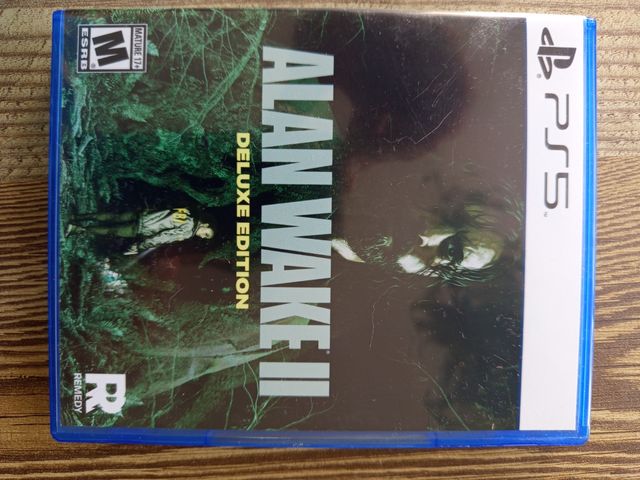 PS5
ALAN WAKE II
DELUXE EDITION
MATURE 17+
M
ESRB
REMEDY